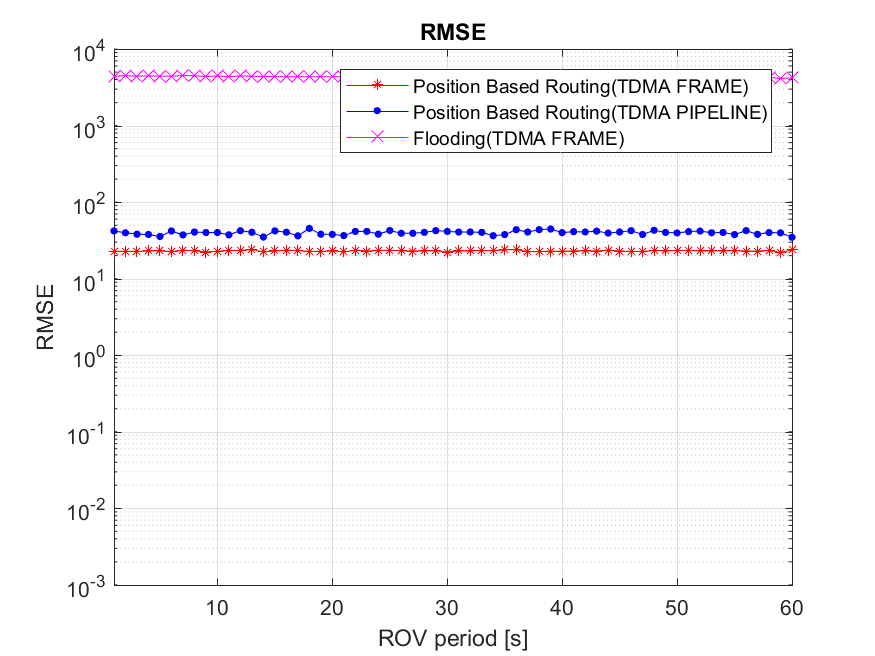 RMSE
10^4
10^3
10^2
10^1
10^0
10^-1
10^-2
10^-3
RMSE
Position Based Routing(TDMA FRAME)
Position Based Routing(TDMA PIPELINE)
Flooding(TDMA FRAME)
10 20 30 40 50 60
ROV period [s]